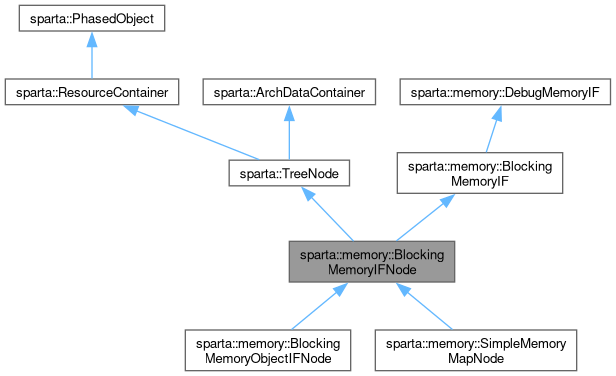 sparta::PhasedObject
sparta::ResourceContainer
sparta::ArchDataContainer
sparta::memory::DebugMemoryIF
sparta::TreeNode
sparta::memory::Blocking
MemoryIF
sparta::memory::Blocking
MemoryIFNode
sparta::memory::Blocking
MemoryObjectIFNode
sparta::memory::SimpleMemory
MapNode